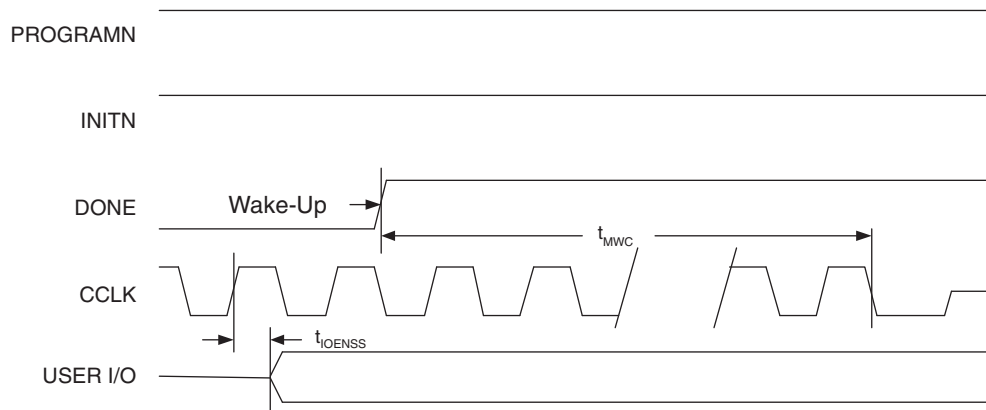 PROGRAMN
INITN
DONE
Wake-Up
tMWC
CCLK
tIOENSS
USER I/O